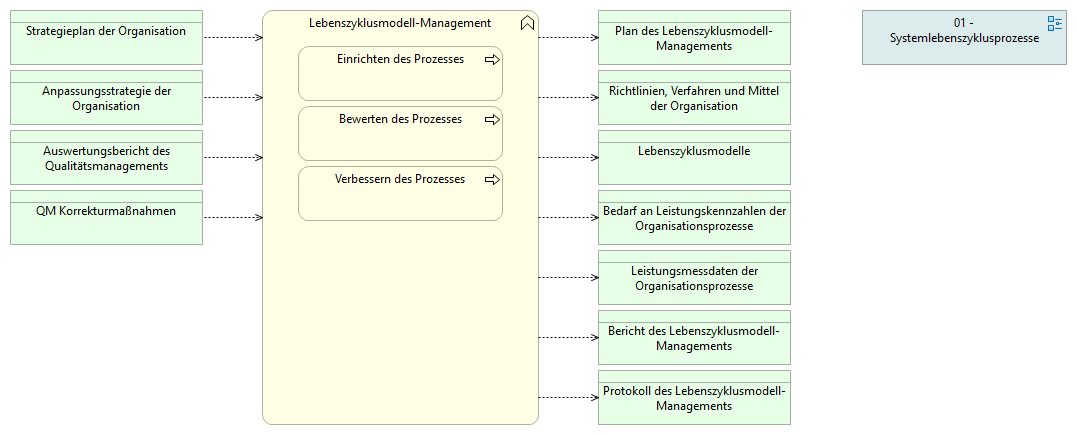 Strategieplan der Organisation
Anpassungsstrategie der
Organisation
Auswertungsbericht des
Qualitätsmanagements
QM Korrekturmaßnahmen
Lebenszyklusmodell-Management
Einrichten des Prozesses
Bewerten des Prozesses
Verbessern des Prozesses
Plan des Lebenszyklusmodell-
Managements
Richtlinien, Verfahren und Mittel
der Organisation
Lebenszyklusmodelle
Bedarf an Leistungskennzahlen der
Organisationsprozesse
Leistungsmessdaten der
Organisationsprozesse
Bericht des Lebenszyklusmodell-
Managements
Protokoll des Lebenszyklusmodell-
Managements
01 -
Systemlebenszyklusprozesse